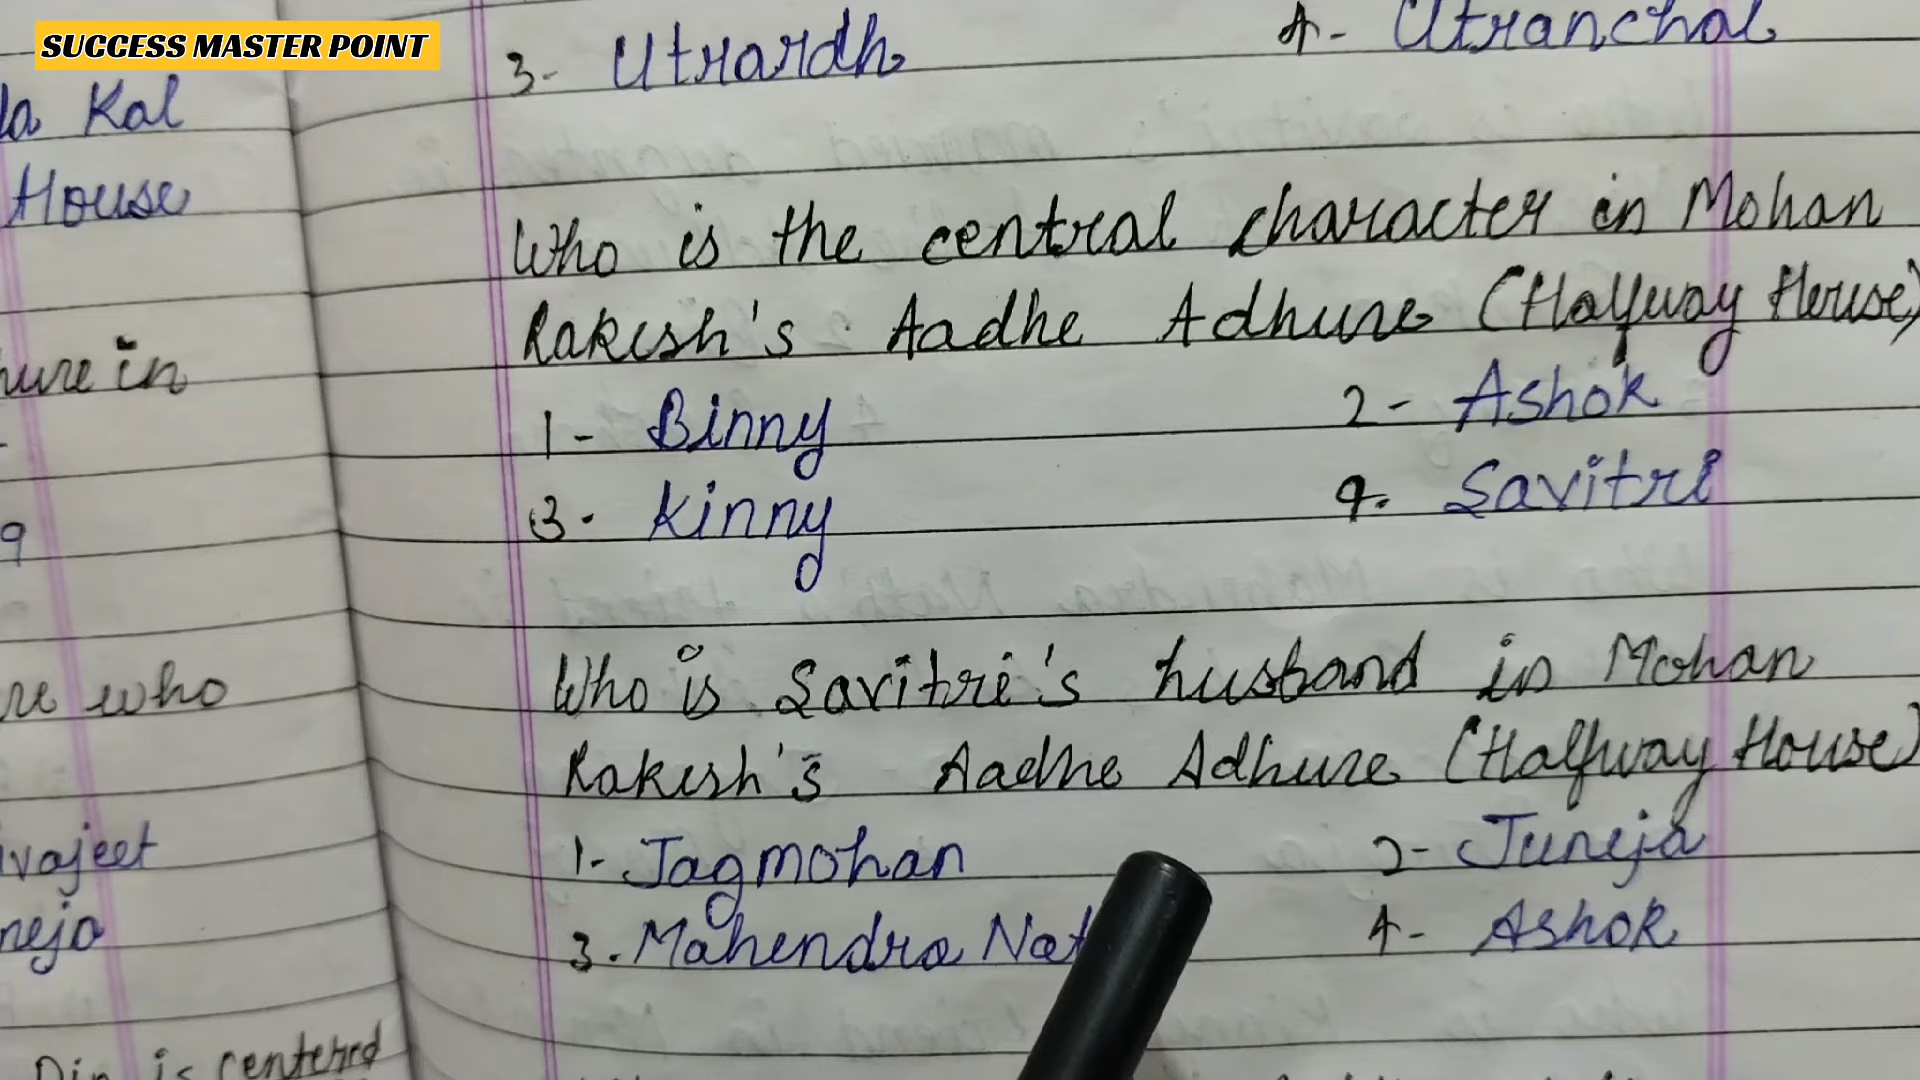 SUCCESS MASTER POINT
la Kal
House
hure in
9
re who
ivajeet
neja
Din is centered
3- Utrardh
4- Utranchal
Who is the central character in Mohan
Rakesh's Aadhe Adhure (Halfway House)
1- Binny
2- Ashok
3- Kinny
4. Savitri
Who is Savitri's husband in Mohan
Rakesh's Aadhe Adhure (Halfway House)
1- Jagmohan
2- Juneja
3. Mahendra Nat
4- Ashok